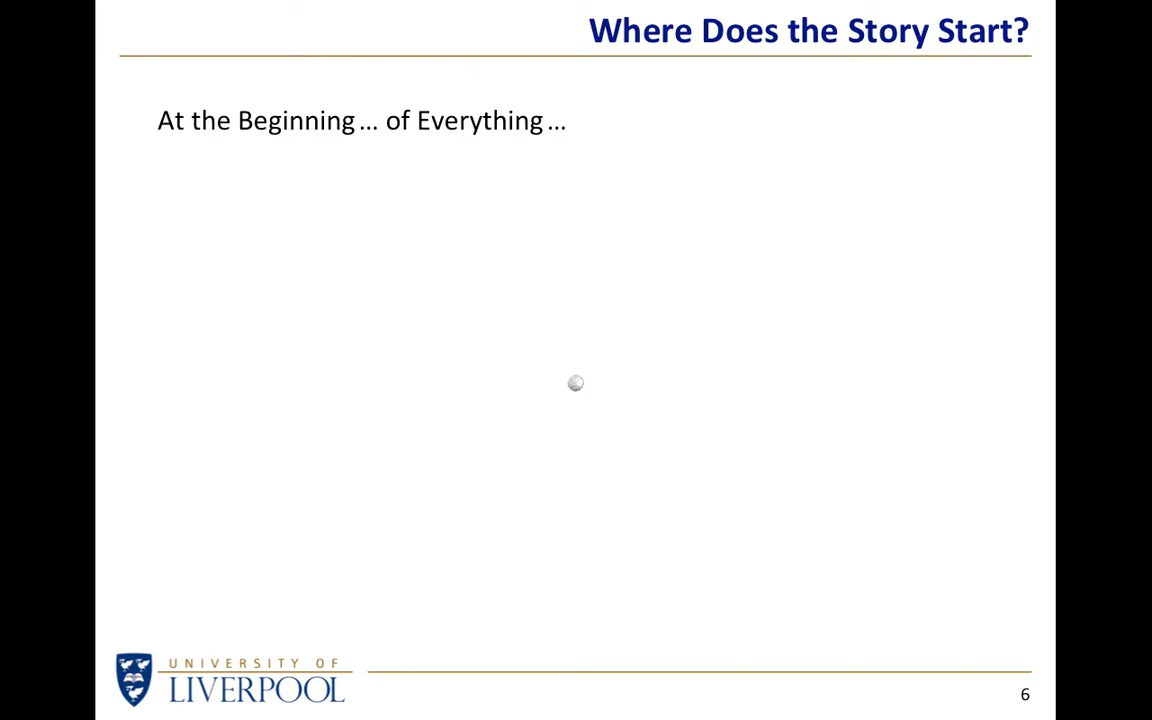 Where Does the Story Start?
At the Beginning … of Everything …
UNIVERSITY OF
LIVERPOOL
6